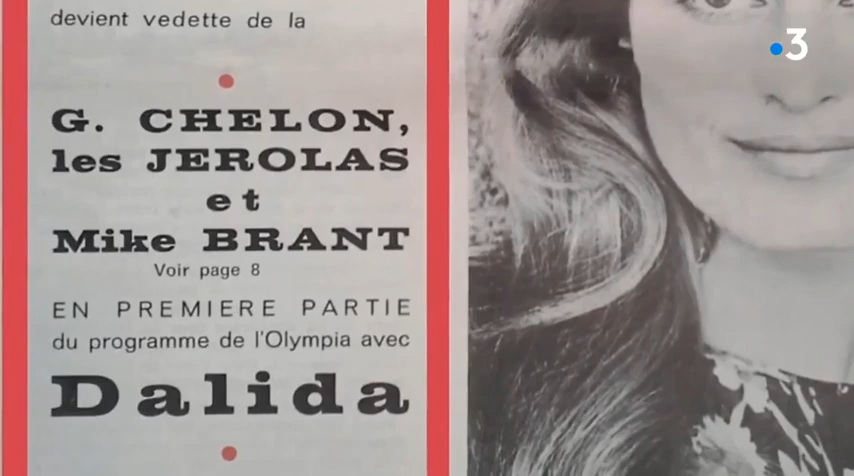 devient vedette de la
G. CHELON,
les JEROLAS
et
Mike BRANT
Voir page 8
EN PREMIERE PARTIE
du programme de l'Olympia avec
Dalida
3